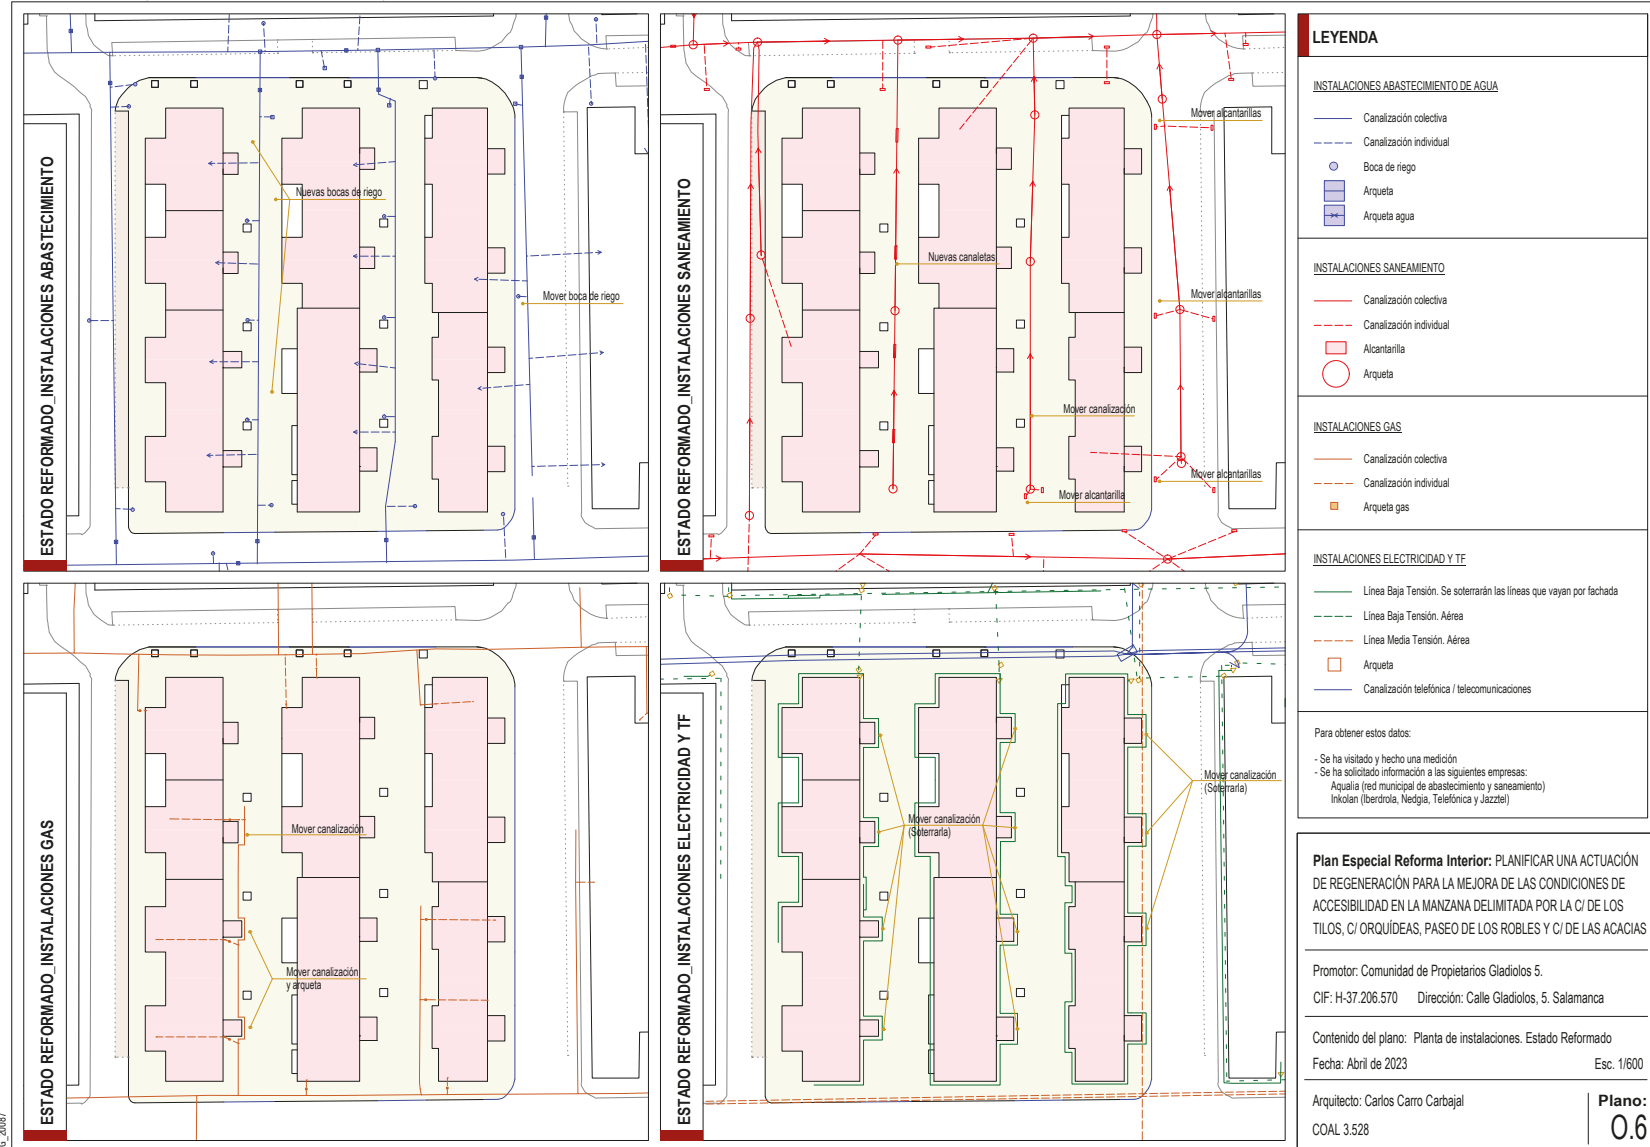 ESTADO REFORMADO_INSTALACIONES ABASTECIMIENTO
Nuevas bocas de riego
Mover boca de riego
ESTADO REFORMADO_INSTALACIONES SANEAMIENTO
Mover alcantarillas
Nuevas canaletas
Mover alcantarillas
Mover canalización
Mover alcantarillas
Mover alcantarilla
ESTADO REFORMADO_INSTALACIONES GAS
Mover canalización
Mover canalización
y arqueta
ESTADO REFORMADO_INSTALACIONES ELECTRICIDAD Y TF
Mover canalización
(Soterrarla)
Mover canalización
(Soterrarla)
LEYENDA
INSTALACIONES ABASTECIMIENTO DE AGUA
Canalización colectiva
Canalización individual
Boca de riego
Arqueta
Arqueta agua
INSTALACIONES SANEAMIENTO
Canalización colectiva
Canalización individual
Alcantarilla
Arqueta
INSTALACIONES GAS
Canalización colectiva
Canalización individual
Arqueta gas
INSTALACIONES ELECTRICIDAD Y TF
Línea Baja Tensión. Se soterrarán las líneas que vayan por fachada
Línea Baja Tensión. Aérea
Línea Media Tensión. Aérea
Arqueta
Canalización telefónica / telecomunicaciones
Para obtener estos datos:
- Se ha visitado y hecho una medición
- Se ha solicitado información a las siguientes empresas:
Aqualia (red municipal de abastecimiento y saneamiento)
Inkolan (Iberdrola, Nedgia, Telefónica y Jazztel)
Plan Especial Reforma Interior: PLANIFICAR UNA ACTUACIÓN
DE REGENERACIÓN PARA LA MEJORA DE LAS CONDICIONES DE
ACCESIBILIDAD EN LA MANZANA DELIMITADA POR LA C/ DE LOS
TILOS, C/ ORQUÍDEAS, PASEO DE LOS ROBLES Y C/ DE LAS ACACIAS
Promotor: Comunidad de Propietarios Gladiolos 5.
CIF: H-37.206.570 Dirección: Calle Gladiolos, 5. Salamanca
Contenido del plano: Planta de instalaciones. Estado Reformado
Fecha: Abril de 2023 Esc. 1/600
Arquitecto: Carlos Carro Carbajal
COAL 3.528
Plano:
O.6